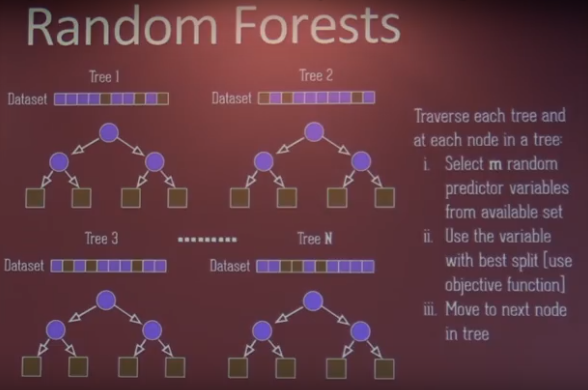 Random Forests
Tree 1
Dataset
Tree 2
Dataset
Tree 3
Dataset
.........
Tree N
Dataset
Traverse each tree and
at each node in a tree:
i. Select m random
predictor variables
from available set
ii. Use the variable
with best split [use
objective function]
iii. Move to next node
in tree